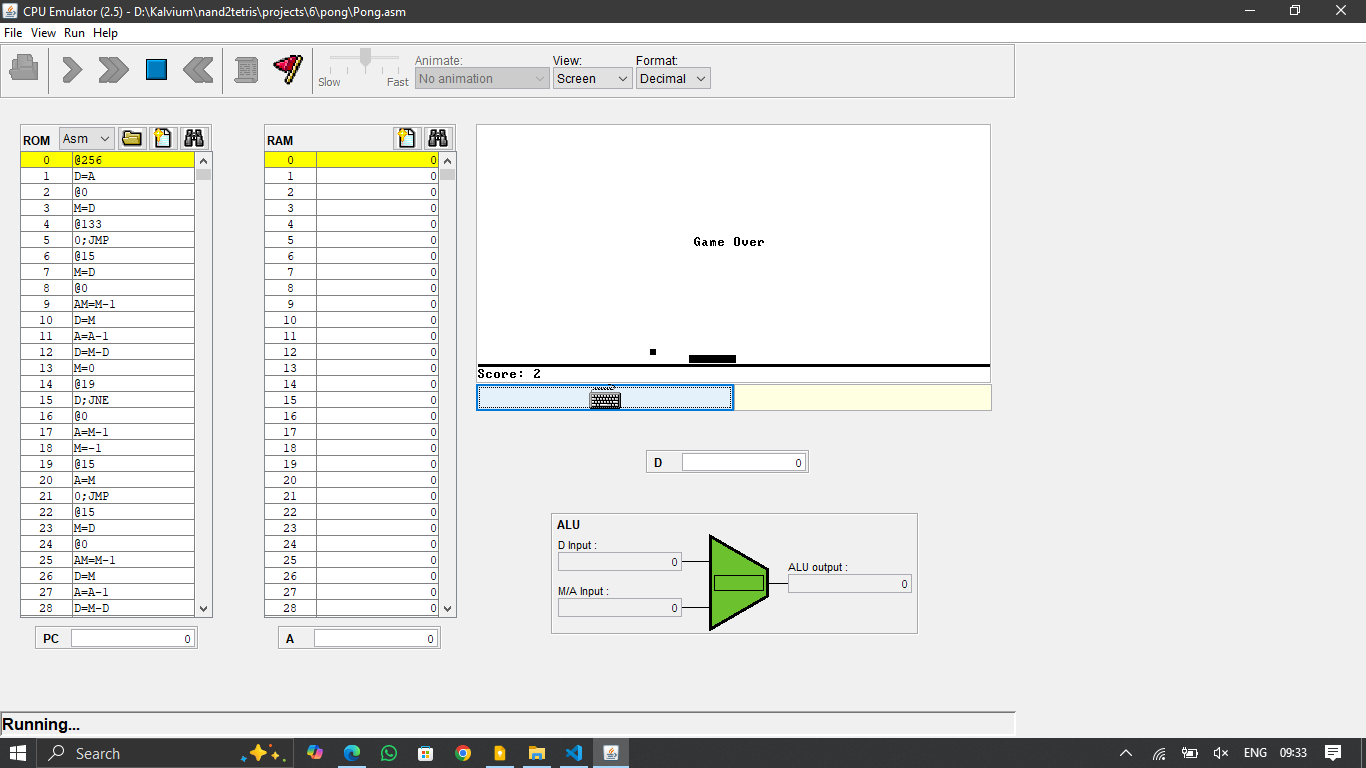 CPU Emulator (2.5) - D:\Kalvium\nand2tetris\projects\6\pong\Pong.asm
File View Run Help
Slow Fast
Animate:
No animation
View:
Screen
Format:
Decimal
ROM Asm
0 @256
1 D=A
2 @0
3 M=D
4 @133
5 0;JMP
6 @15
7 M=D
8 @0
9 AM=M-1
10 D=M
11 A=A-1
12 D=M-D
13 M=0
14 @19
15 D;JNE
16 @0
17 A=M-1
18 M=-1
19 @15
20 A=M
21 0;JMP
22 @15
23 M=D
24 @0
25 AM=M-1
26 D=M
27 A=A-1
28 D=M-D
PC 0
RAM
0 0
1 0
2 0
3 0
4 0
5 0
6 0
7 0
8 0
9 0
10 0
11 0
12 0
13 0
14 0
15 0
16 0
17 0
18 0
19 0
20 0
21 0
22 0
23 0
24 0
25 0
26 0
27 0
28 0
A 0
Game Over
Score: 2
D 0
ALU
D Input :
0
M/A Input :
0
ALU output :
0
Running...
Search
ENG 09:33